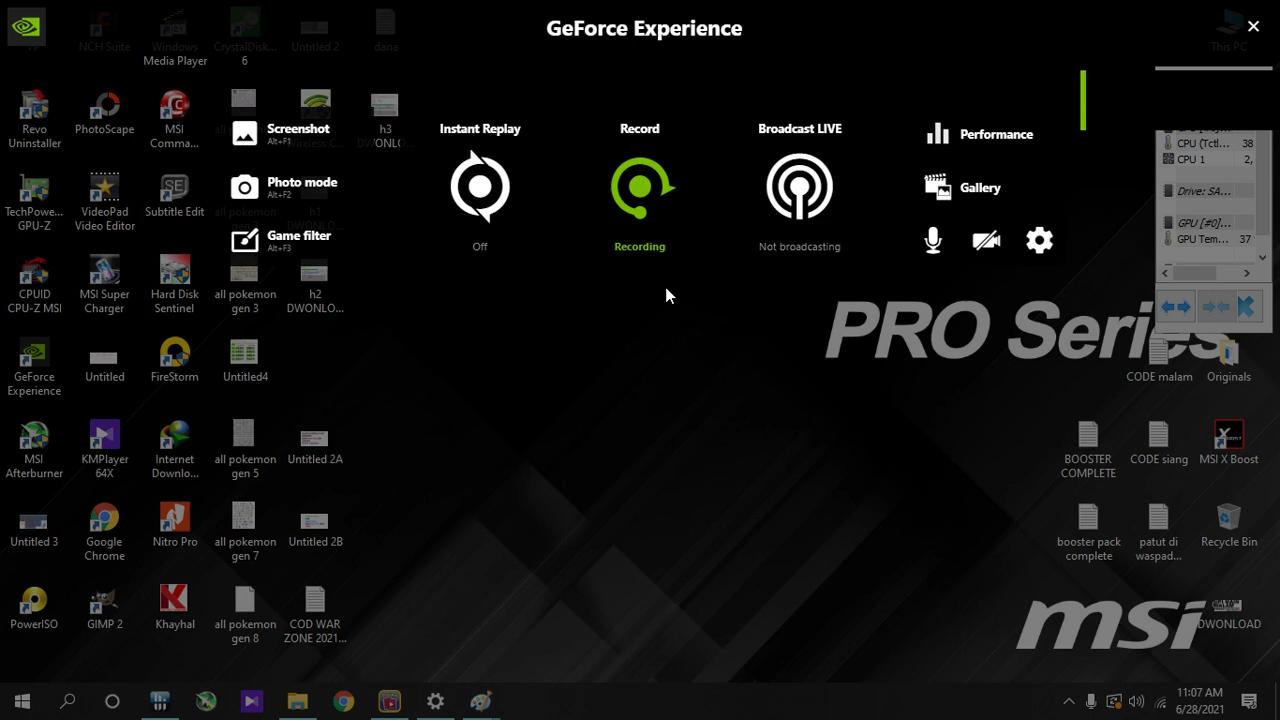 GeForce Experience
NCH Suite
Windows
Media Player
CrystalDisk...
6
Untitled 2
dane
This PC
Revo
Uninstaller
PhotoScape
MSI
Comma...
h3
DWONLO...
Screenshot
Alt+F1
Photo mode
Alt+F2
Game filter
Alt+F3
Instant Replay
Off
Record
Recording
Broadcast LIVE
Not broadcasting
Performance
Gallery
CPU (Tctl...
38
CPU 1
2,
Drive: SA...
GPU [#0]...
GPU Tem...
37
TechPowe...
GPU-Z
VideoPad
Video Editor
Subtitle Edit
all pokemon
h1
DWONLO...
CPUID
CPU-Z MSI
MSI Super
Charger
Hard Disk
Sentinel
all pokemon
gen 3
h2
DWONLO...
PRO Series
GeForce
Experience
Untitled
FireStorm
Untitled4
CODE malam
Originals
MSI
Afterburner
KMPlayer
64X
Internet
Downlo...
all pokemon
gen 5
Untitled 2A
BOOSTER
COMPLETE
CODE siang
MSI X Boost
Untitled 3
Google
Chrome
Nitro Pro
all pokemon
gen 7
Untitled 2B
booster pack
complete
patut di
waspad...
Recycle Bin
PowerISO
GIMP 2
Khayhal
all pokemon
gen 8
COD WAR
ZONE 2021...
msi
DWONLOAD
11:07 AM
6/28/2021